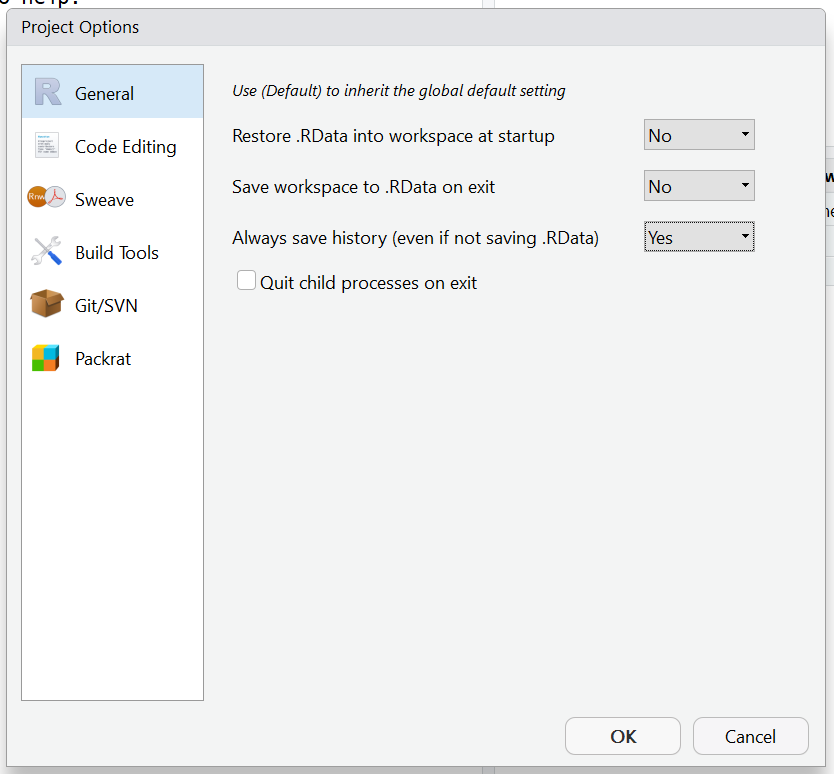 help.
Project Options
General
Code Editing
Sweave
Build Tools
Git/SVN
Packrat
Use (Default) to inherit the global default setting
Restore .RData into workspace at startup
No
Save workspace to .RData on exit
No
Always save history (even if not saving .RData)
Yes
Quit child processes on exit
OK
Cancel